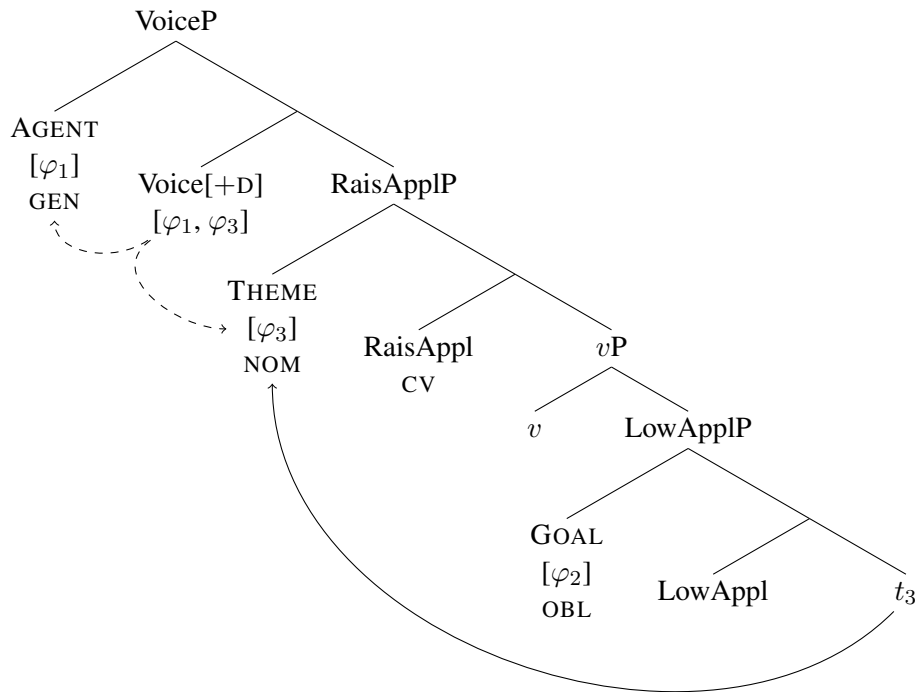 VoiceP
AGENT
[φ₁]
GEN
Voice[+D]
[φ₁, φ₃]
RaisApplP
THEME
[φ₃]
NOM
RaisAppl
CV
vP
v
LowApplP
GOAL
[φ₂]
OBL
LowAppl
t₃